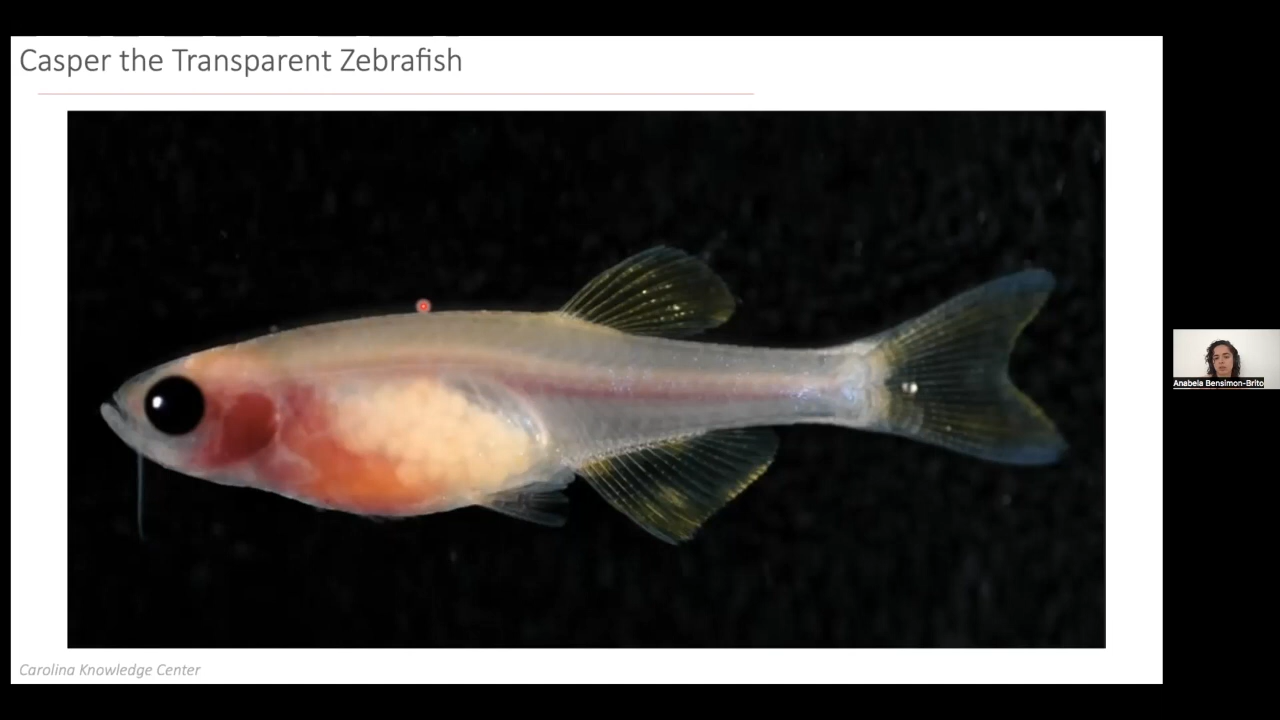 Casper the Transparent Zebrafish
Anabela Bensimon-Brito
Carolina Knowledge Center